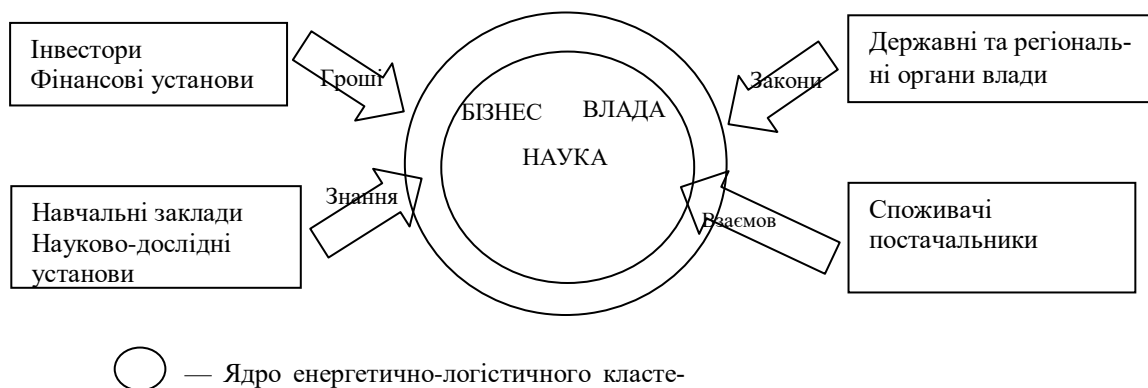 Інвестори
Фінансові установи
Гроші
БІЗНЕС ВЛАДА
НАУКА
Закони
Державні та регіональ-
ні органи влади
Навчальні заклади
Науково-дослідні
установи
Знання
Взаємов
Споживачі
постачальники
— Ядро енергетично-логістичного класте-